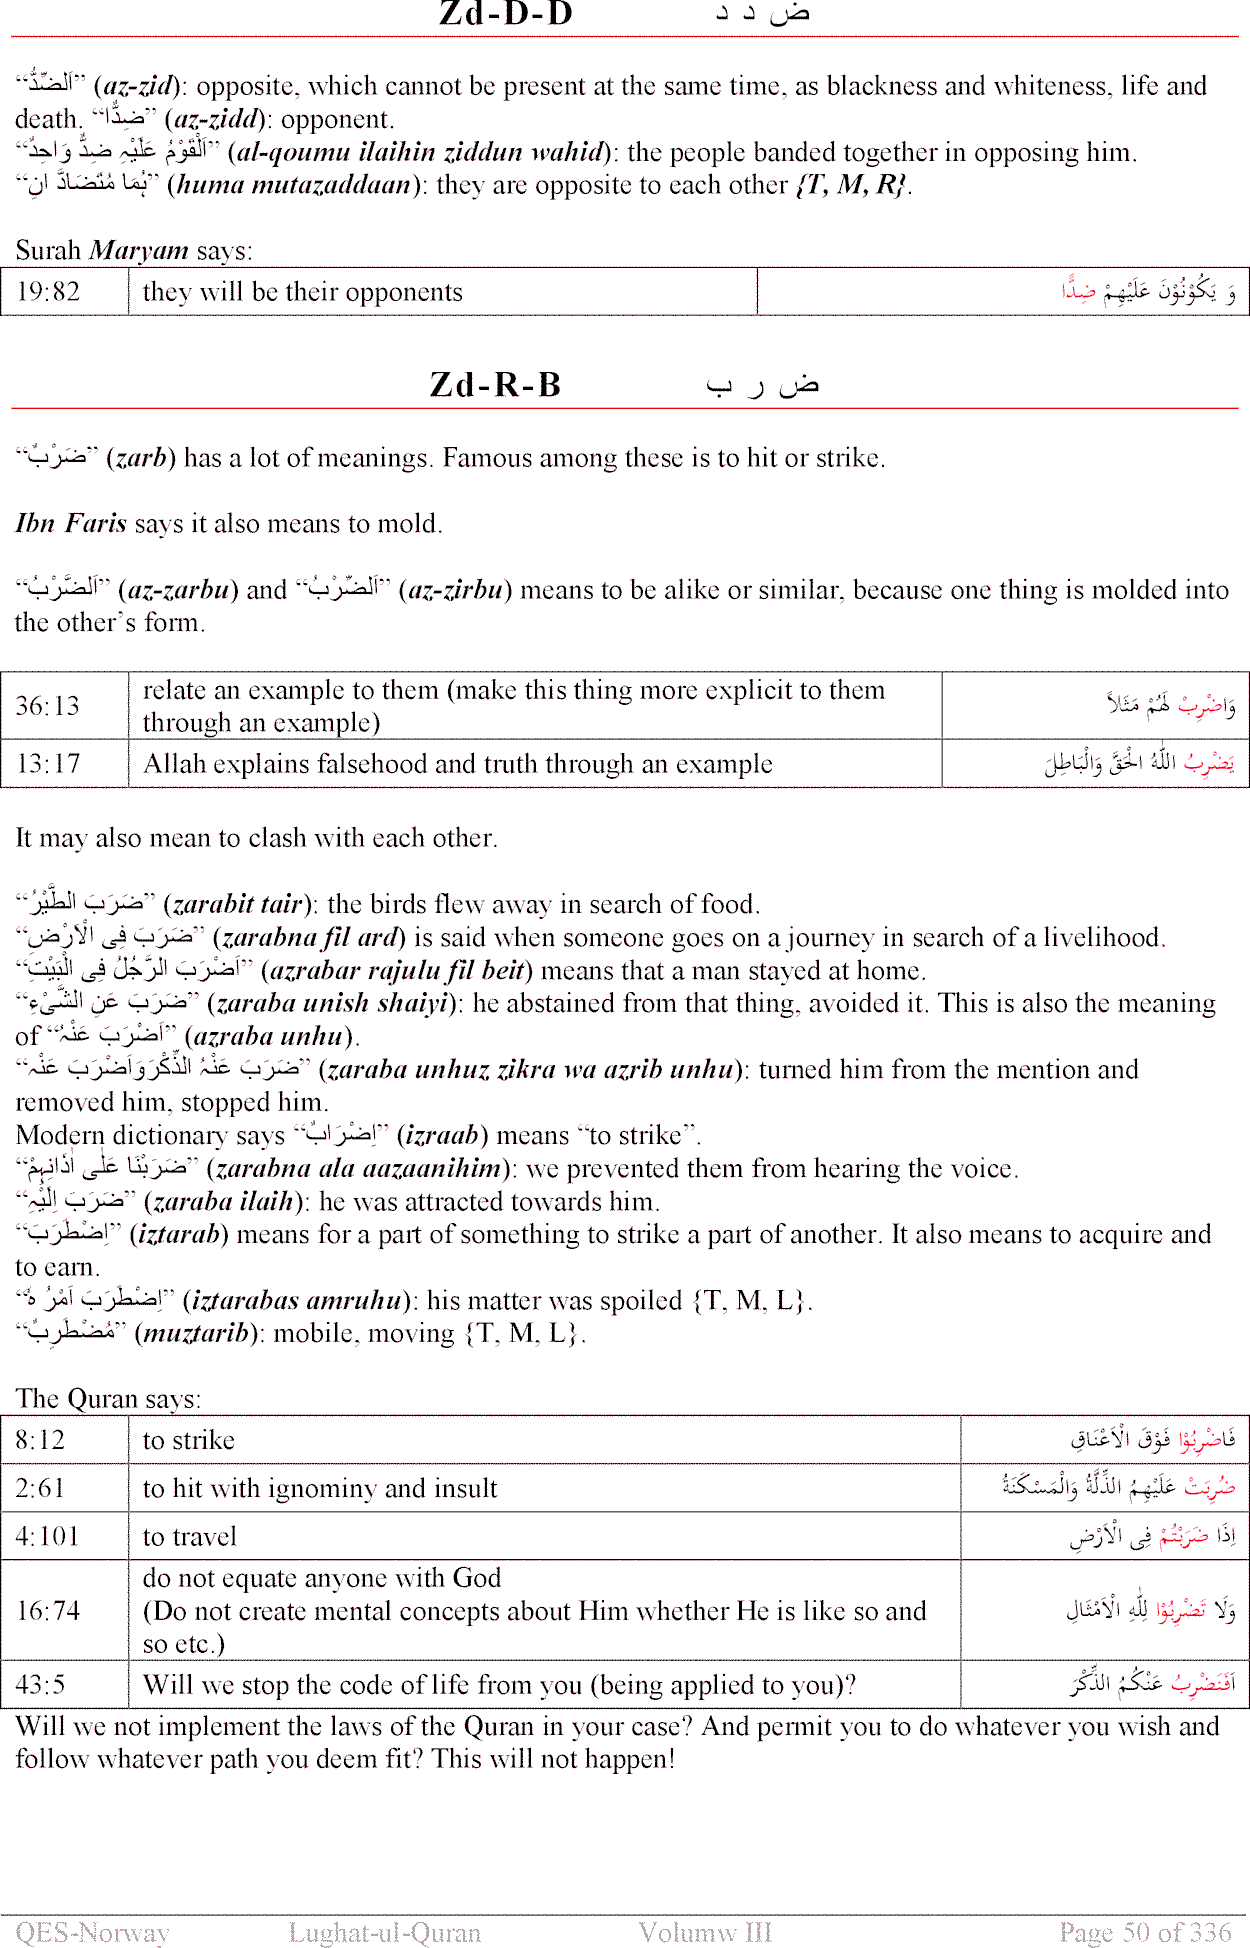 Zd-D-D ض د د
“اَلضِّدُّ” (az-zid): opposite, which cannot be present at the same time, as blackness and whiteness, life and
death. “ضِدًّا” (az-zidd): opponent.
“اَلْقَوْمُ عَلَیْہِ ضِدٌّ وَاحِدٌ” (al-qoumu ilaihin ziddun wahid): the people banded together in opposing him.
“ہُمَا مُتَضَادَّ انِ” (huma mutazaddaan): they are opposite to each other {T, M, R}.
Surah Maryam says:
19:82 they will be their opponents وَ يَكُوْنُوْنَ عَلَيْهِمْ ضِدًّا
Zd-R-B ض ر ب
“ضَرْبٌ” (zarb) has a lot of meanings. Famous among these is to hit or strike.
Ibn Faris says it also means to mold.
“اَلضَّرْبُ” (az-zarbu) and “اَلضِّرْبُ” (az-zirbu) means to be alike or similar, because one thing is molded into
the other’s form.
36:13 relate an example to them (make this thing more explicit to them
through an example) وَاضْرِبْ لَهُمْ مَثَلاً
13:17 Allah explains falsehood and truth through an example يَضْرِبُ اللّٰهُ الْحَقَّ وَالْبَاطِلَ
It may also mean to clash with each other.
“ضَرَبَ الطَّیْرُ” (zarabit tair): the birds flew away in search of food.
“ضَرَبَ فِی الْاَرْضِ” (zarabna fil ard) is said when someone goes on a journey in search of a livelihood.
“اَضْرَبَ الرَّجُلُ فِی الْبَیْتِ” (azrabar rajulu fil beit) means that a man stayed at home.
“ضَرَبَ عَنِ الشَّیْءِ” (zaraba unish shaiyi): he abstained from that thing, avoided it. This is also the meaning
of “اَضْرَبَ عَنْہُ” (azraba unhu).
“ضَرَبَ عَنْہُ الذِّکْرَوَاَضْرَبَ عَنْہ” (zaraba unhuz zikra wa azrib unhu): turned him from the mention and
removed him, stopped him.
Modern dictionary says “اِضْرَابٌ” (izraab) means “to strike”.
“ضَرَبْنَا عَلٰی اٰذَانِہِمْ” (zarabna ala aazaanihim): we prevented them from hearing the voice.
“ضَرَبَ اِلَیْہِ” (zaraba ilaih): he was attracted towards him.
“اِضْطَرَبَ” (iztarab) means for a part of something to strike a part of another. It also means to acquire and
to earn.
“اِضْطَرَبَ اَمْرُ ہٗ” (iztarabas amruhu): his matter was spoiled {T, M, L}.
“مُضْطَرِبٌ” (muztarib): mobile, moving {T, M, L}.
The Quran says:
8:12 to strike فَاضْرِبُوْا فَوْقَ الْاَعْنَاقِ
2:61 to hit with ignominy and insult ضُرِبَتْ عَلَيْهِمُ الذِّلَّةُ وَالْمَسْكَنَةُ
4:101 to travel اِذَا ضَرَبْتُمْ فِى الْاَرْضِ
16:74 do not equate anyone with God
(Do not create mental concepts about Him whether He is like so and
so etc.) وَلَا تَضْرِبُوْا لِلّٰهِ الْاَمْثَالِ
43:5 Will we stop the code of life from you (being applied to you)? اَفَنَضْرِبُ عَنْكُمُ الذِّكْرَ
Will we not implement the laws of the Quran in your case? And permit you to do whatever you wish and
follow whatever path you deem fit? This will not happen!
QES-Norway Lughat-ul-Quran Volumw III Page 50 of 336